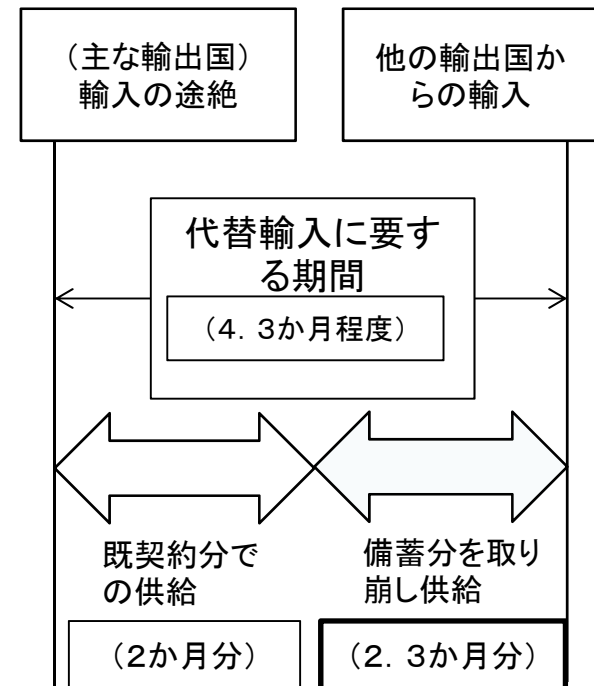 （主な輸出国）
輸入の途絶
他の輸出国か
らの輸入
代替輸入に要す
る期間
（４．３か月程度）
既契約分で
の供給
備蓄分を取り
崩し供給
（２か月分）
（２．３か月分）